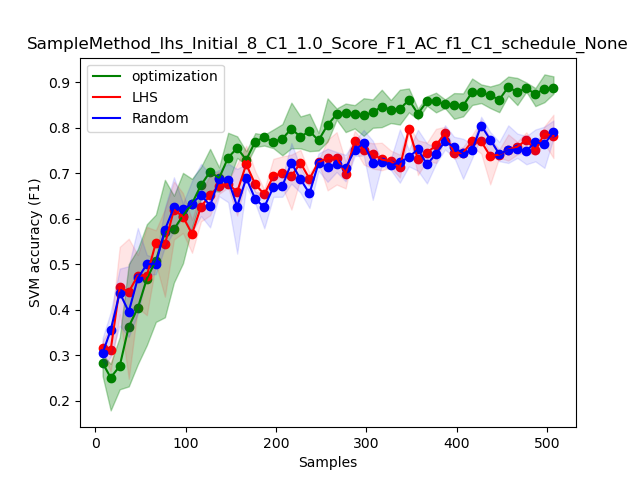 SampleMethod_lhs_Initial_8_C1_1.0_Score_F1_AC_f1_C1_schedule_None
optimization
LHS
Random
SVM accuracy (F1)
0.9
0.8
0.7
0.6
0.5
0.4
0.3
0.2
0 100 200 300 400 500
Samples